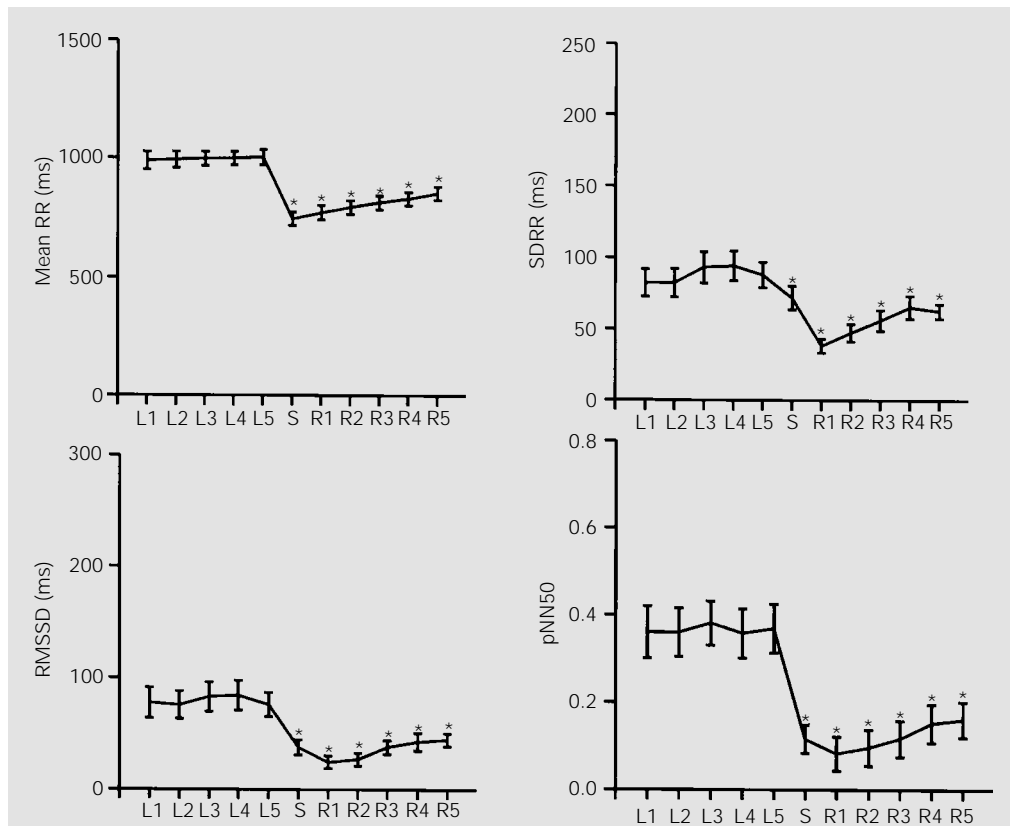 Mean RR (ms)
1500
1000
500
0
* * * * * *
L1 L2 L3 L4 L5 S R1 R2 R3 R4 R5
SDRR (ms)
250
200
150
100
50
0
* * * * * *
L1 L2 L3 L4 L5 S R1 R2 R3 R4 R5
RMSSD (ms)
300
200
100
0
* * * * * *
L1 L2 L3 L4 L5 S R1 R2 R3 R4 R5
pNN50
0.8
0.6
0.4
0.2
0.0
* * * * * *
L1 L2 L3 L4 L5 S R1 R2 R3 R4 R5